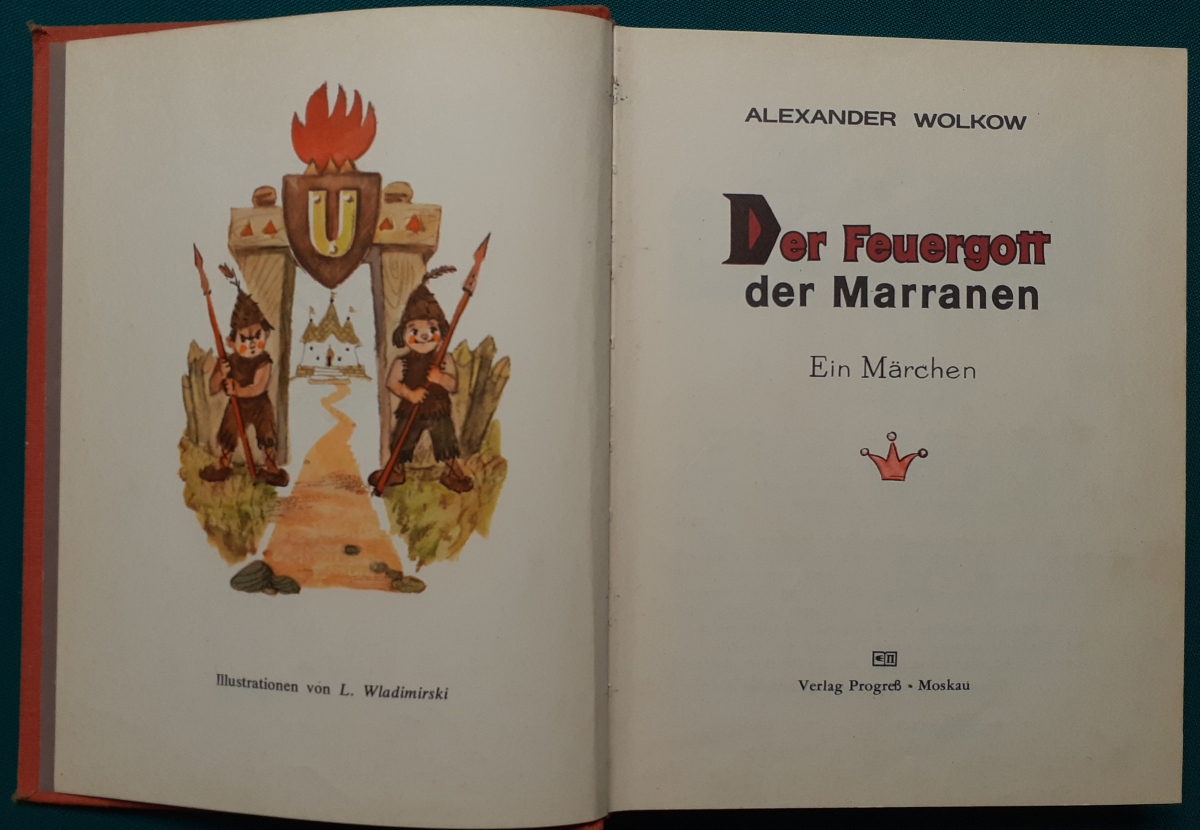 U
Illustrationen von L. Wladimirski
ALEXANDER WOLKOW
Der Feuergott
der Marranen
Ein Märchen
Verlag Progreß • Moskau